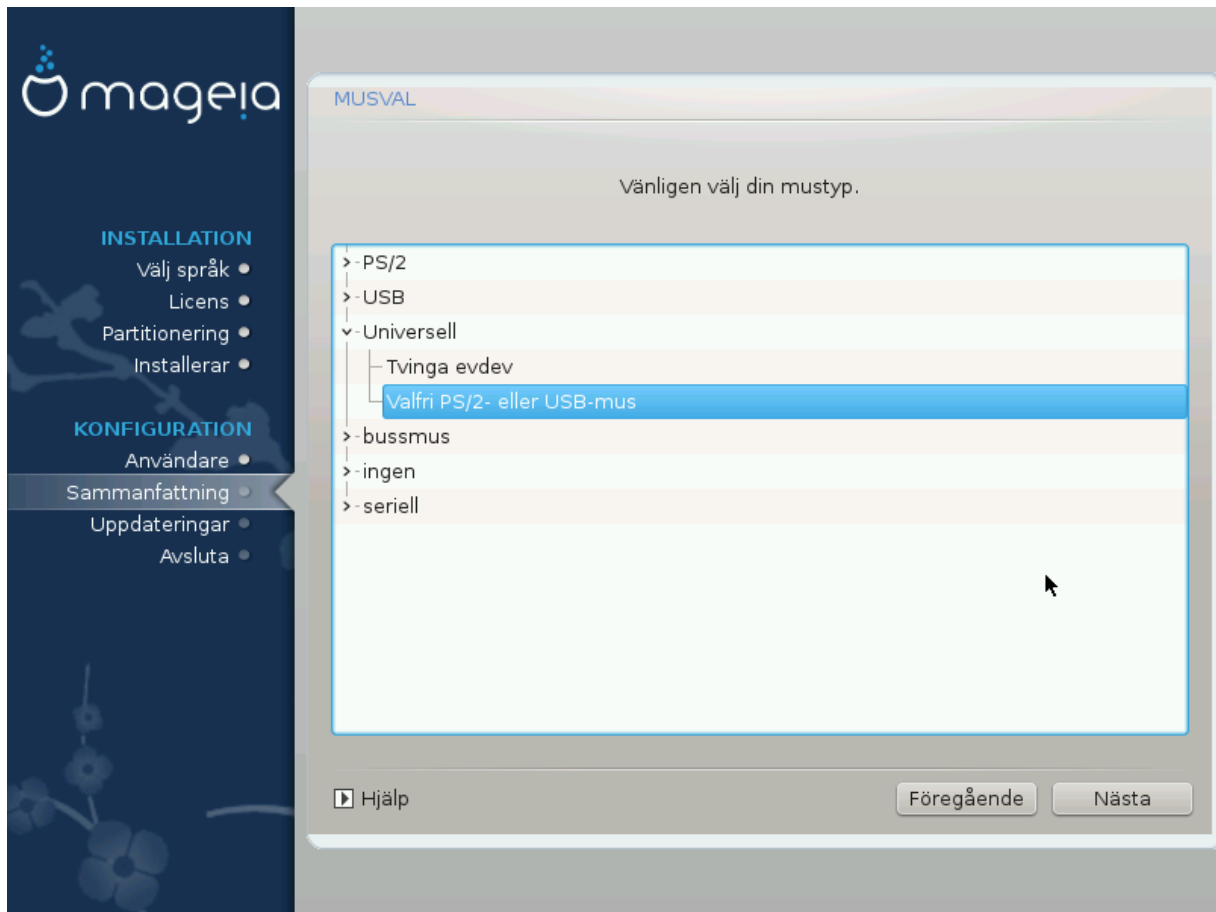 mageia
INSTALLATION
Välj språk
Licens
Partitionering
Installerar
KONFIGURATION
Användare
Sammanfattning
Uppdateringar
Avsluta
MUSVAL
Vänligen välj din mustyp.
PS/2
USB
Universell
Tvinga evdev
Valfri PS/2- eller USB-mus
bussmus
ingen
seriell
Hjälp
Föregående
Nästa